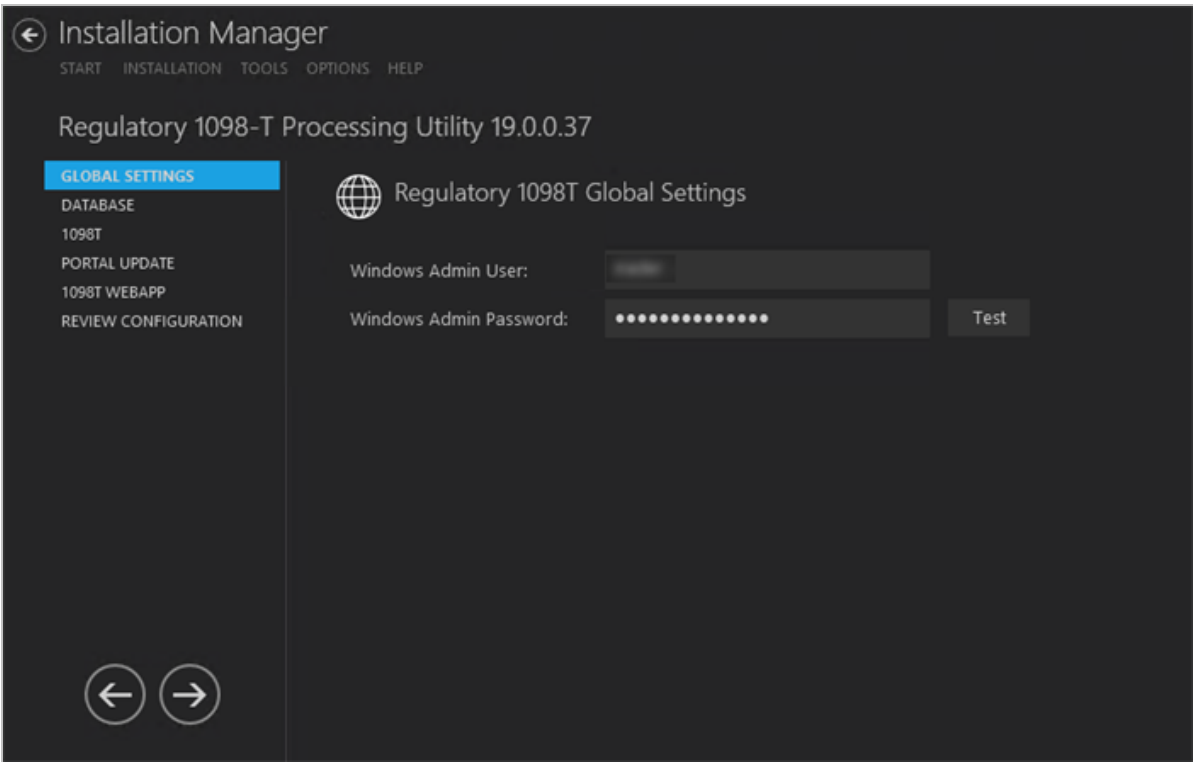 Installation Manager
START INSTALLATION TOOLS OPTIONS HELP
Regulatory 1098-T Processing Utility 19.0.0.37
GLOBAL SETTINGS
DATABASE
1098T
PORTAL UPDATE
1098T WEBAPP
REVIEW CONFIGURATION
Regulatory 1098T Global Settings
Windows Admin User:
Windows Admin Password: ●●●●●●●●●●●●●● Test